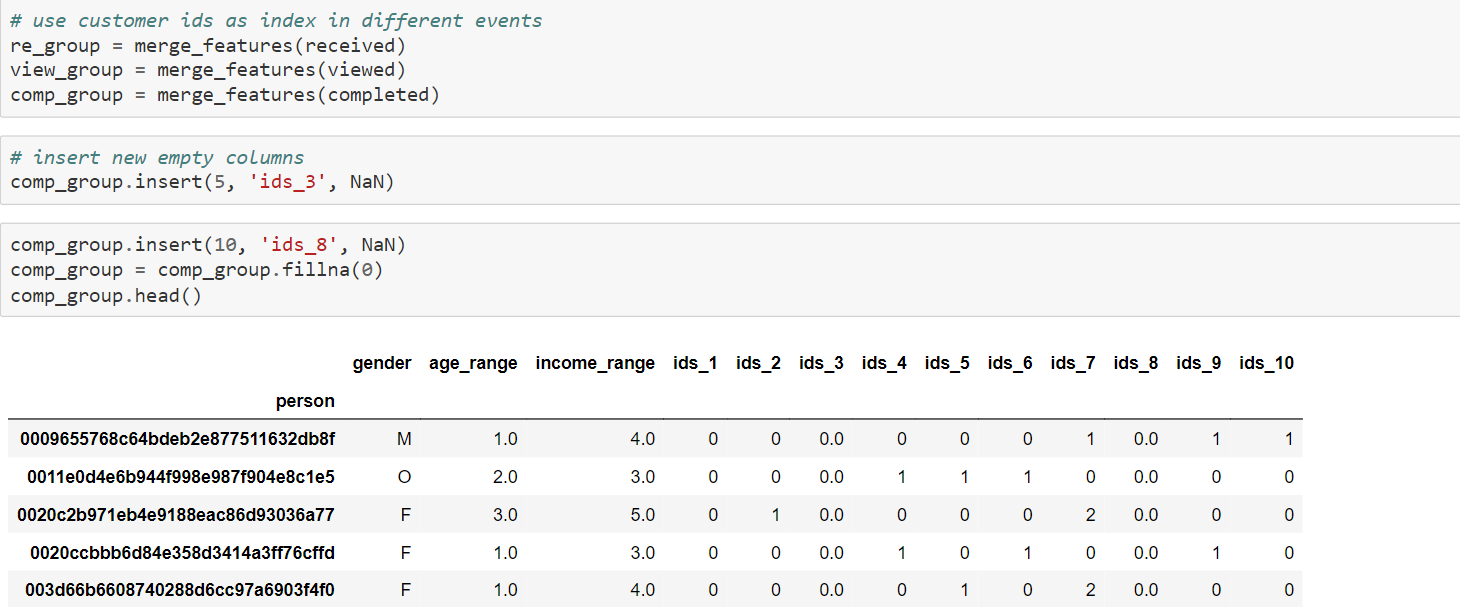 # use customer ids as index in different events
re_group = merge_features(received)
view_group = merge_features(viewed)
comp_group = merge_features(completed)
# insert new empty columns
comp_group.insert(5, 'ids_3', NaN)
comp_group.insert(10, 'ids_8', NaN)
comp_group = comp_group.fillna(0)
comp_group.head()
gender age_range income_range ids_1 ids_2 ids_3 ids_4 ids_5 ids_6 ids_7 ids_8 ids_9 ids_10
person
0009655768c64bdeb2e877511632db8f M 1.0 4.0 0 0 0.0 0 0 0 1 0.0 1 1
0011e0d4e6b944f998e987f904e8c1e5 O 2.0 3.0 0 0 0.0 1 1 1 0 0.0 0 0
0020c2b971eb4e9188eac86d93036a77 F 3.0 5.0 0 1 0.0 0 0 0 2 0.0 0 0
0020ccbbb6d84e358d3414a3ff76cffd F 1.0 3.0 0 0 0.0 1 0 1 0 0.0 1 0
003d66b6608740288d6cc97a6903f4f0 F 1.0 4.0 0 0 0.0 0 1 0 2 0.0 0 0